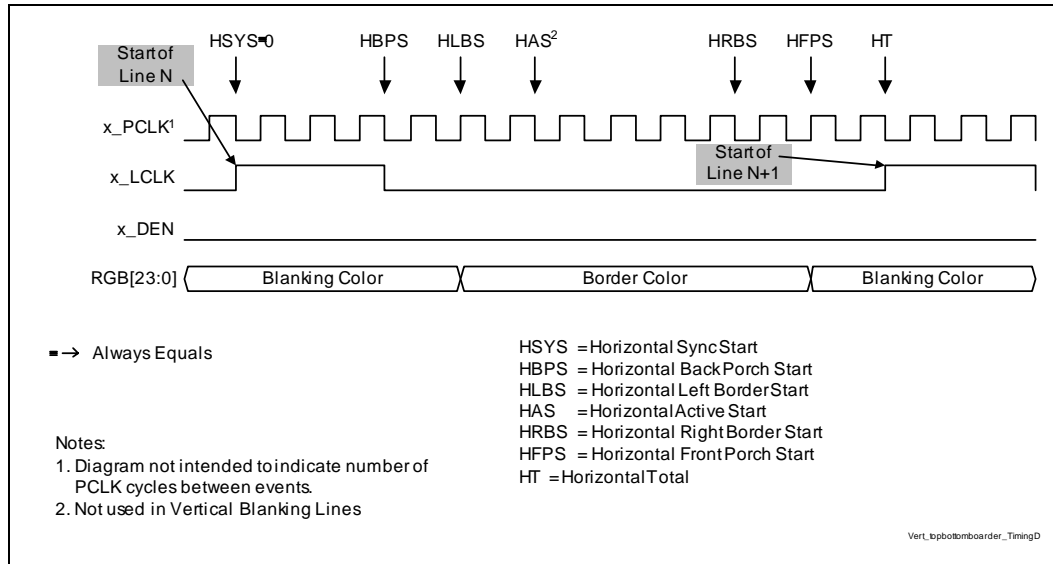 HSYS=0 HBPS HLBS HAS2 HRBS HFPS HT
Start of
Line N
x_PCLK1
Start of
Line N+1
x_LCLK
x_DEN
RGB[23:0] Blanking Color Border Color Blanking Color
=→ Always Equals
HSYS = Horizontal Sync Start
HBPS = Horizontal Back Porch Start
HLBS = Horizontal Left Border Start
HAS = Horizontal Active Start
HRBS = Horizontal Right Border Start
HFPS = Horizontal Front Porch Start
HT = Horizontal Total
Notes:
1. Diagram not intended to indicate number of
PCLK cycles between events.
2. Not used in Vertical Blanking Lines
Vert_topbottomboarder_TimingD